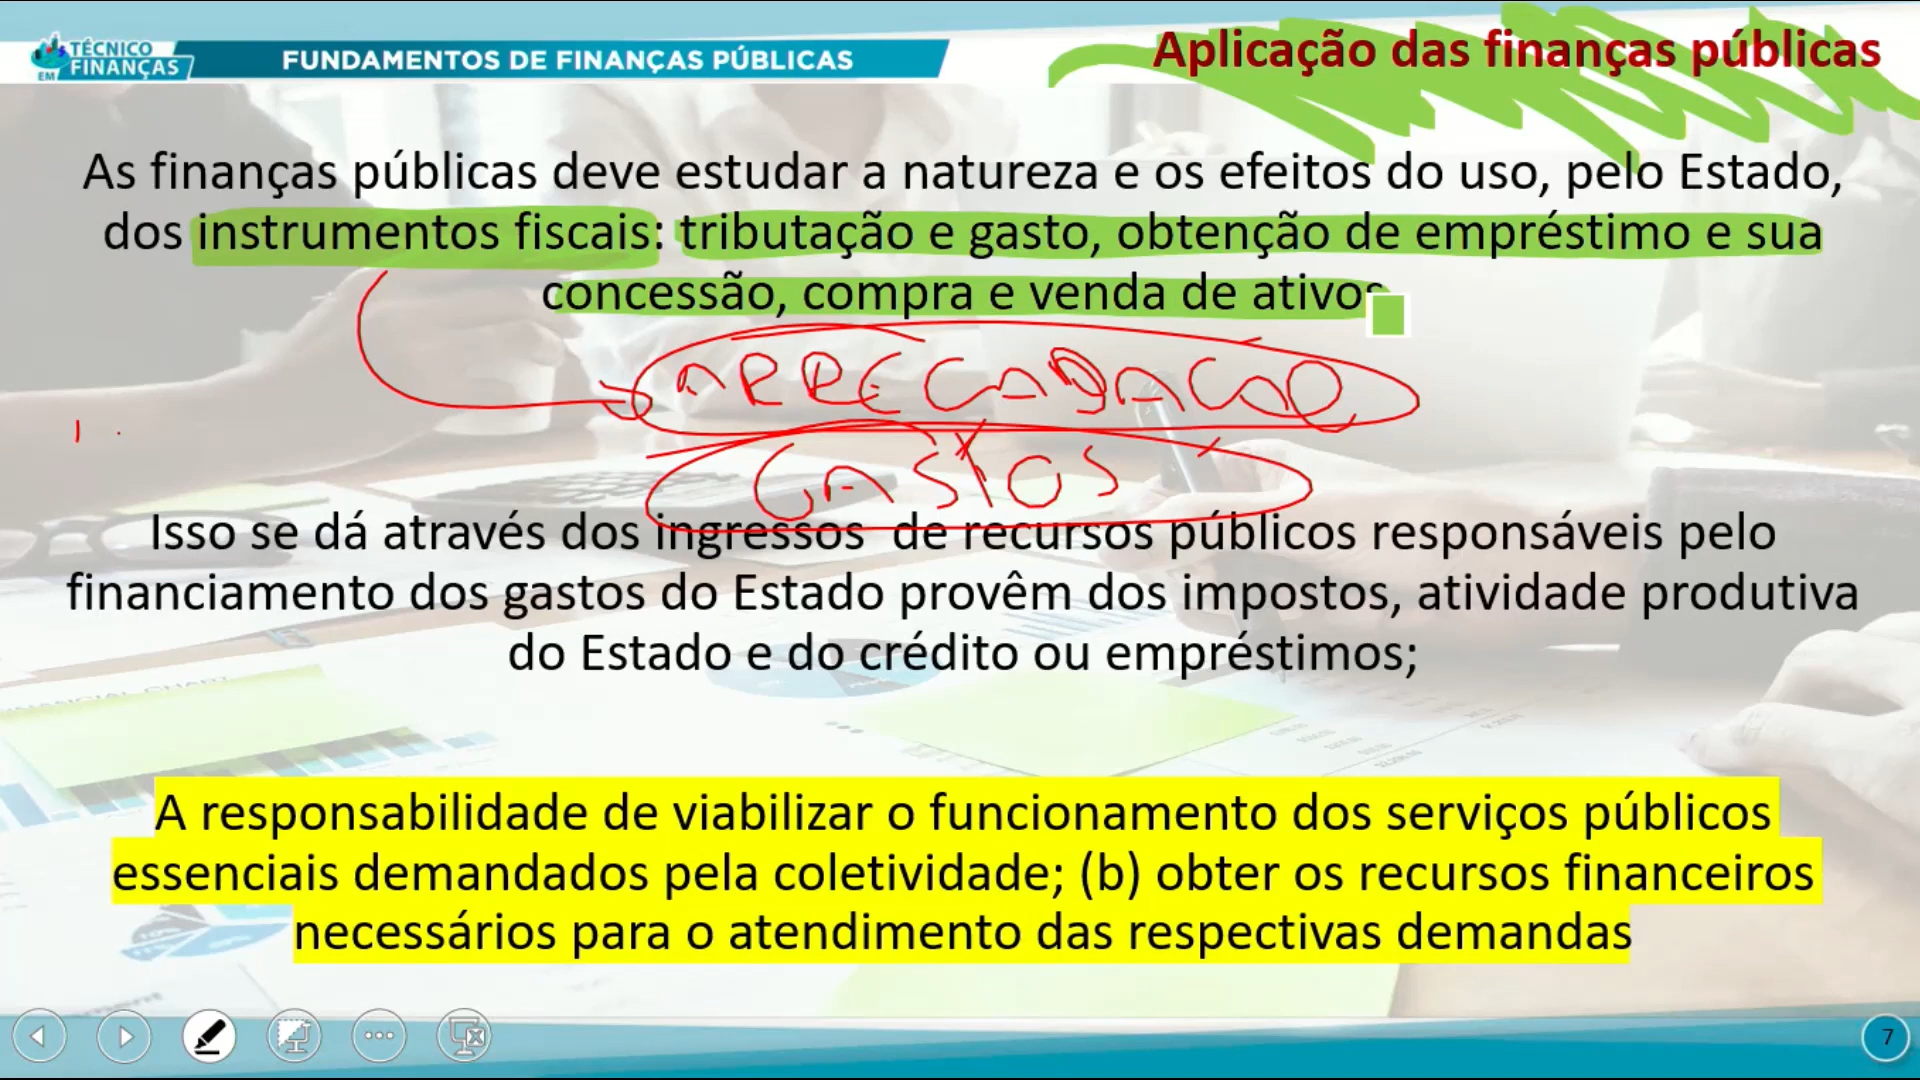 TÉCNICO
EM FINANÇAS
FUNDAMENTOS DE FINANÇAS PÚBLICAS
Aplicação das finanças públicas
As finanças públicas deve estudar a natureza e os efeitos do uso, pelo Estado,
dos instrumentos fiscais: tributação e gasto, obtenção de empréstimo e sua
concessão, compra e venda de ativos
ARRECADACAO
GASTOS
Isso se dá através dos ingressos de recursos públicos responsáveis pelo
financiamento dos gastos do Estado provêm dos impostos, atividade produtiva
do Estado e do crédito ou empréstimos;
A responsabilidade de viabilizar o funcionamento dos serviços públicos
essenciais demandados pela coletividade; (b) obter os recursos financeiros
necessários para o atendimento das respectivas demandas
7